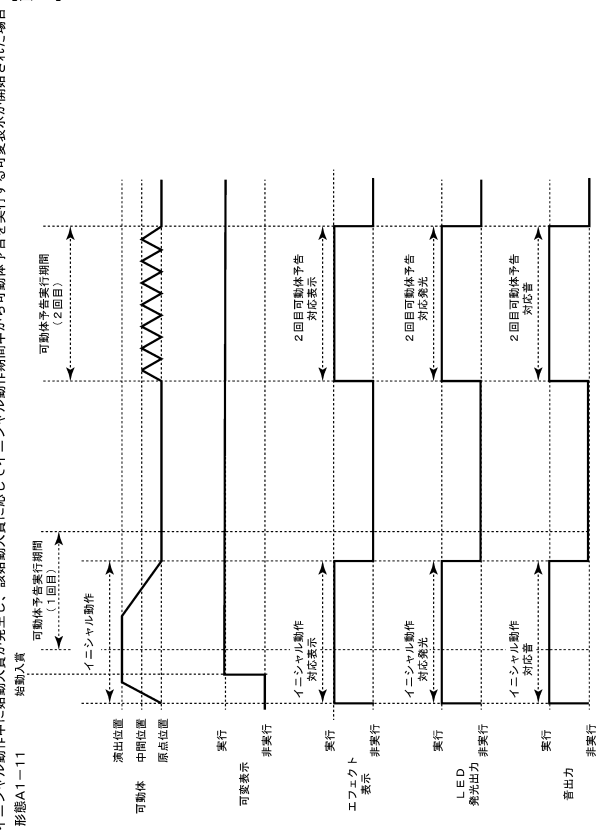 イニシャル動作中に始動入賞が発生し、該始動入賞に応じてイニシャル動作期間中から可動体予告を実行する可変表示が開始された場合
形態A1-11
始動入賞
可動体予告実行期間
(1回目)
可動体予告実行期間
(2回目)
イニシャル動作
可動体
演出位置
中間位置
原点位置
可変表示
実行
非実行
エフェクト
表示
実行
非実行
イニシャル動作
対応表示
2回目可動体予告
対応表示
LED
発光出力
実行
非実行
イニシャル動作
対応発光
2回目可動体予告
対応発光
音出力
実行
非実行
イニシャル動作
対応音
2回目可動体予告
対応音